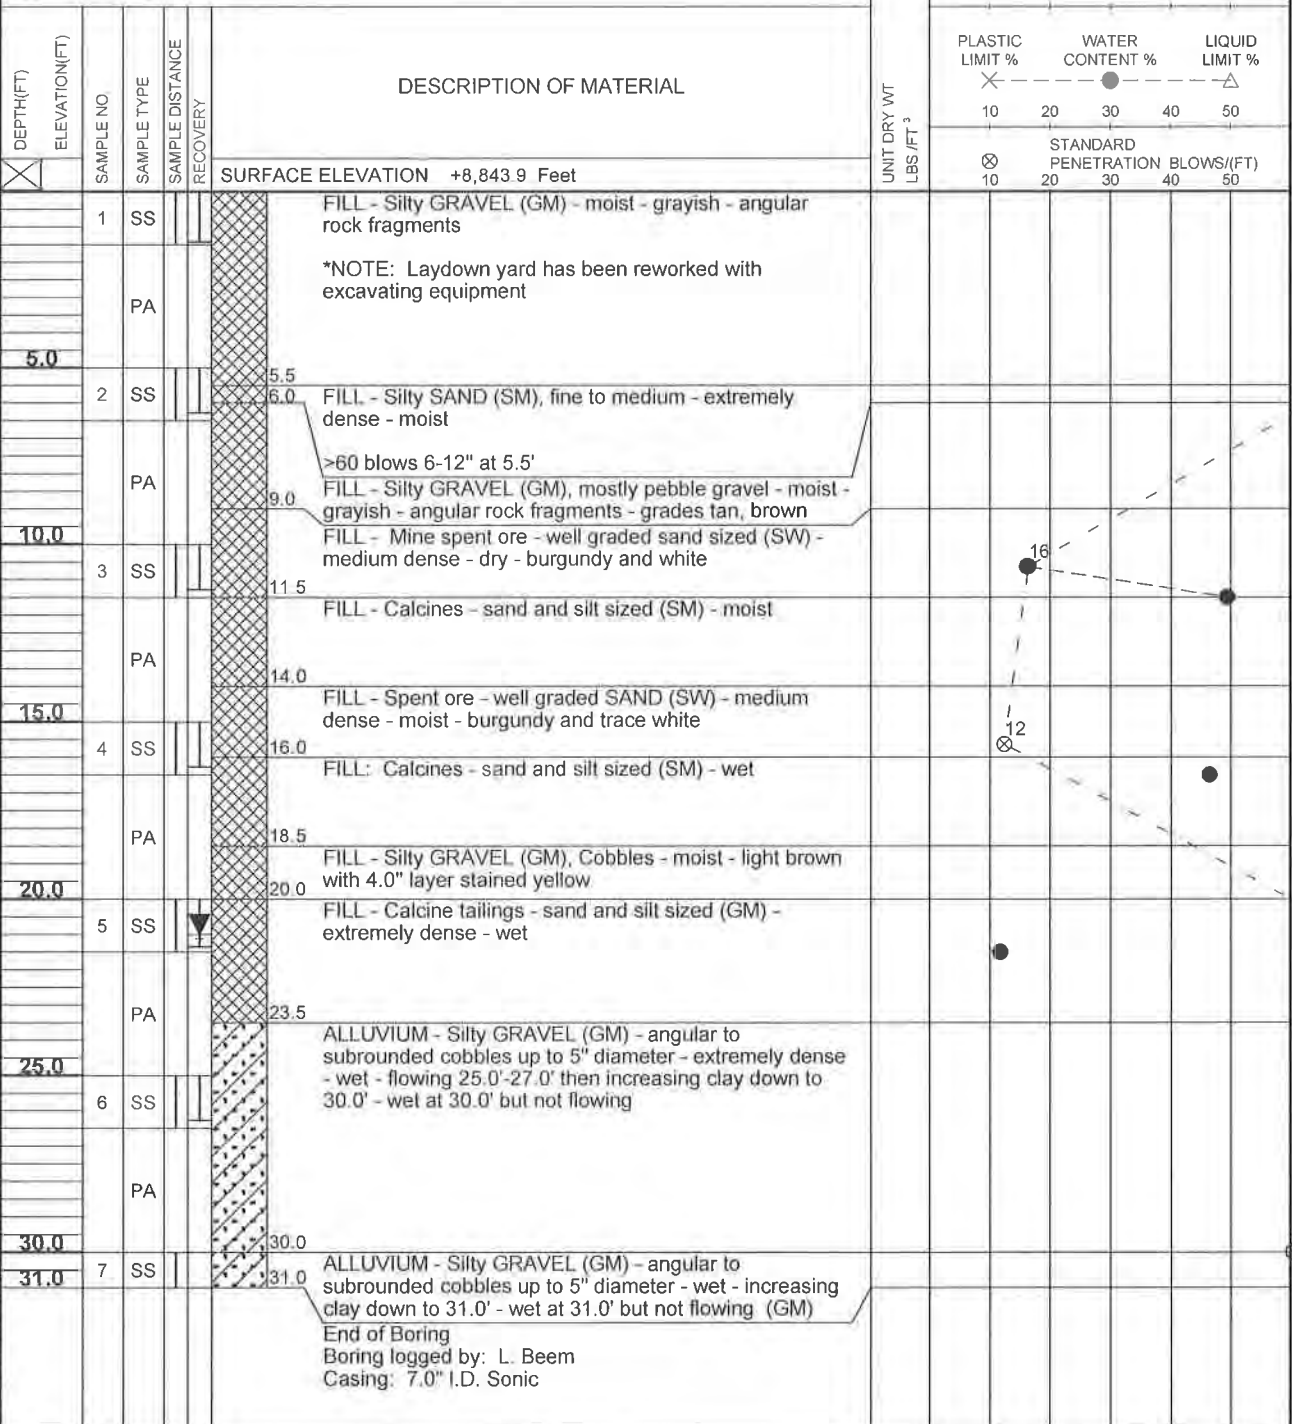 DEPTH(FT)
ELEVATION(FT)
SAMPLE NO.
SAMPLE TYPE
SAMPLE DISTANCE
RECOVERY
DESCRIPTION OF MATERIAL
SURFACE ELEVATION +8,843.9 Feet
UNIT DRY WT
LBS /FT ³
PLASTIC WATER LIQUID
LIMIT % CONTENT % LIMIT %
10 20 30 40 50
STANDARD
PENETRATION BLOWS/(FT)
10 20 30 40 50
1 SS
FILL - Silty GRAVEL (GM) - moist - grayish - angular
rock fragments
*NOTE: Laydown yard has been reworked with
excavating equipment
PA
5.0
5.5
2 SS
6.0
FILL - Silty SAND (SM), fine to medium - extremely
dense - moist
>60 blows 6-12" at 5.5'
PA
FILL - Silty GRAVEL (GM), mostly pebble gravel - moist -
grayish - angular rock fragments - grades tan, brown
9.0
10.0
FILL - Mine spent ore - well graded sand sized (SW) -
medium dense - dry - burgundy and white
16
3 SS
11.5
FILL - Calcines - sand and silt sized (SM) - moist
PA
14.0
FILL - Spent ore - well graded SAND (SW) - medium
dense - moist - burgundy and trace white
15.0
12
4 SS
16.0
FILL: Calcines - sand and silt sized (SM) - wet
PA
18.5
FILL - Silty GRAVEL (GM), Cobbles - moist - light brown
with 4.0" layer stained yellow
20.0
20.0
FILL - Calcine tailings - sand and silt sized (GM) -
extremely dense - wet
5 SS
PA
23.5
ALLUVIUM - Silty GRAVEL (GM) - angular to
subrounded cobbles up to 5" diameter - extremely dense
- wet - flowing 25.0'-27.0' then increasing clay down to
30.0' - wet at 30.0' but not flowing
25.0
6 SS
PA
30.0
30.0
7 SS
31.0
31.0
ALLUVIUM - Silty GRAVEL (GM) - angular to
subrounded cobbles up to 5" diameter - wet - increasing
clay down to 31.0' - wet at 31.0' but not flowing (GM)
End of Boring
Boring logged by: L. Beem
Casing: 7.0" I.D. Sonic